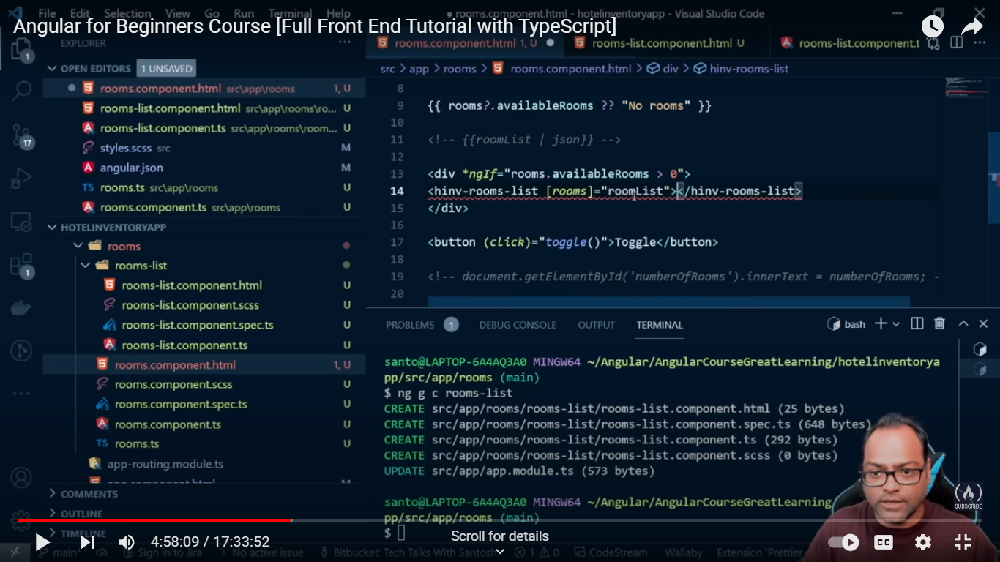 File Edit Selection View Go Run Terminal Help
● rooms.component.html - hotelinventoryapp - Visual Studio Code
Angular for Beginners Course [Full Front End Tutorial with TypeScript]
EXPLORER
OPEN EDITORS 1 UNSAVED
rooms.component.html src\app\rooms 1, U
rooms-list.component.html src\app\rooms\ro... U
rooms-list.component.ts src\app\rooms\room... U
styles.scss src M
angular.json M
TS rooms.ts src\app\rooms U
rooms.component.ts src\app\rooms U
HOTELINVENTORYAPP
rooms
rooms-list
rooms-list.component.html U
rooms-list.component.scss U
rooms-list.component.spec.ts U
rooms-list.component.ts U
rooms.component.html 1, U
rooms.component.scss U
rooms.component.spec.ts U
rooms.component.ts U
TS rooms.ts U
app-routing.module.ts
app.component.html M
COMMENTS
OUTLINE
TIMELINE
1
17
1
rooms.component.html 1, U ●
rooms-list.component.html U
rooms-list.component.t
src > app > rooms > rooms.component.html > div > hinv-rooms-list
8
9 {{ rooms?.availableRooms ?? "No rooms" }}
10
11 <!-- {{roomList | json}} -->
12
13 <div *ngIf="rooms.availableRooms > 0">
14 <hinv-rooms-list [rooms]="roomList"></hinv-rooms-list>
15 </div>
16
17 <button (click)="toggle()">Toggle</button>
18
19 <!-- document.getElementById('numberOfRooms').innerText = numberOfRooms; -
20
PROBLEMS 1 DEBUG CONSOLE OUTPUT TERMINAL bash
santo@LAPTOP-6A4AQ3A0 MINGW64 ~/Angular/AngularCourseGreatLearning/hotelinventorya
pp/src/app/rooms (main)
$ ng g c rooms-list
CREATE src/app/rooms/rooms-list/rooms-list.component.html (25 bytes)
CREATE src/app/rooms/rooms-list/rooms-list.component.spec.ts (648 bytes)
CREATE src/app/rooms/rooms-list/rooms-list.component.ts (292 bytes)
CREATE src/app/rooms/rooms-list/rooms-list.component.scss (0 bytes)
UPDATE src/app/app.module.ts (573 bytes)
santo@LAPTOP-6A4AQ3A0 MINGW64 ~/Angular/AngularCourseGreatLearning/
pp/src/app/rooms (main)
$
SUBSCRIBE
4:58:09 / 17:33:52
Scroll for details
CC
main* Sign in to Jira No active issue Bitbucket: Tech Talks With Santosh 1 0 CodeStream Wallaby Extension 'Prettier